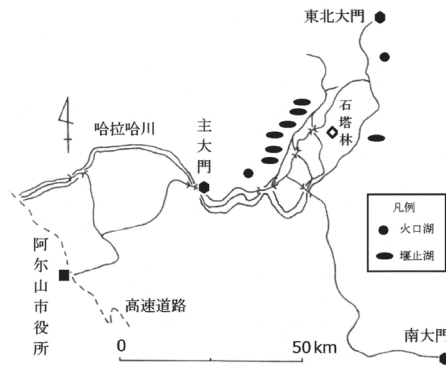 東北大門
石塔林
哈拉哈川
主大門
凡例
火口湖
堰止湖
阿尔山市役所
高速道路
南大門
0
50 km